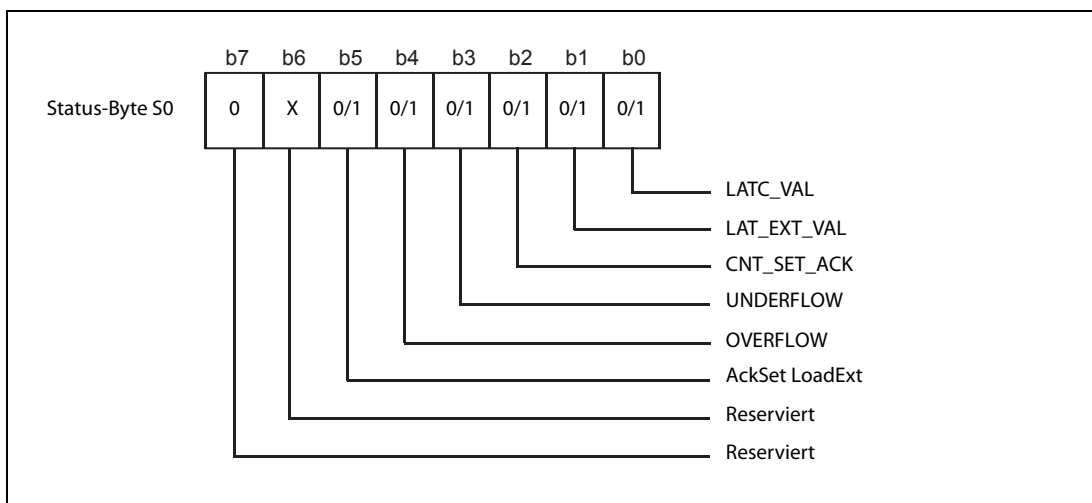 b7 b6 b5 b4 b3 b2 b1 b0
Status-Byte S0 0 X 0/1 0/1 0/1 0/1 0/1 0/1
LATC_VAL
LAT_EXT_VAL
CNT_SET_ACK
UNDERFLOW
OVERFLOW
AckSet LoadExt
Reserviert
Reserviert